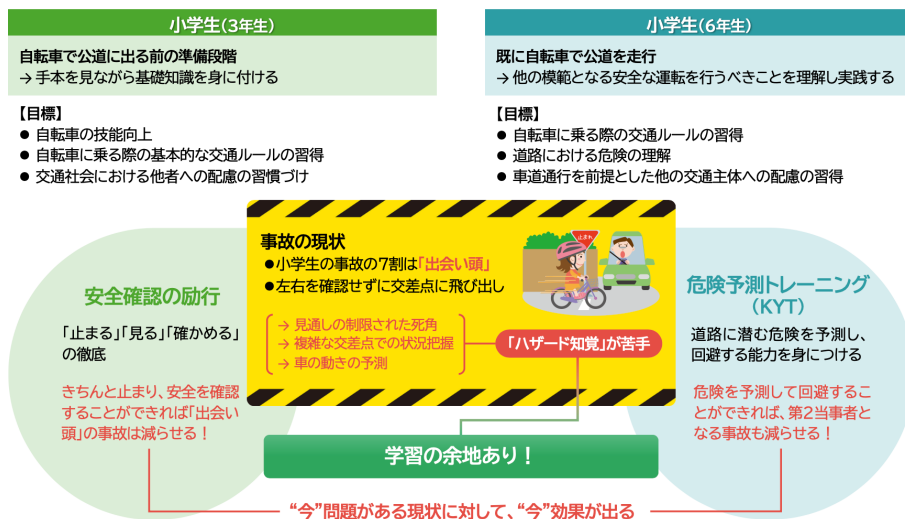 小学生(3年生)
自転車で公道に出る前の準備段階
→ 手本を見ながら基礎知識を身に付ける
【目標】
● 自転車の技能向上
● 自転車に乗る際の基本的な交通ルールの習得
● 交通社会における他者への配慮の習慣づけ
小学生(6年生)
既に自転車で公道を走行
→ 他の模範となる安全な運転を行うべきことを理解し実践する
【目標】
● 自転車に乗る際の交通ルールの習得
● 道路における危険の理解
● 車道通行を前提とした他の交通主体への配慮の習得
事故の現状
●小学生の事故の7割は「出会い頭」
●左右を確認せずに交差点に飛び出し
→ 見通しの制限された死角
→ 複雑な交差点での状況把握
→ 車の動きの予測
「ハザード知覚」が苦手
止まれ
安全確認の励行
「止まる」「見る」「確かめる」
の徹底
きちんと止まり、安全を確認
することができれば「出会い
頭」の事故は減らせる!
危険予測トレーニング
(KYT)
道路に潜む危険を予測し、
回避する能力を身につける
危険を予測して回避するこ
とができれば、第2当事者と
なる事故も減らせる!
学習の余地あり!
“今”問題がある現状に対して、“今”効果が出る